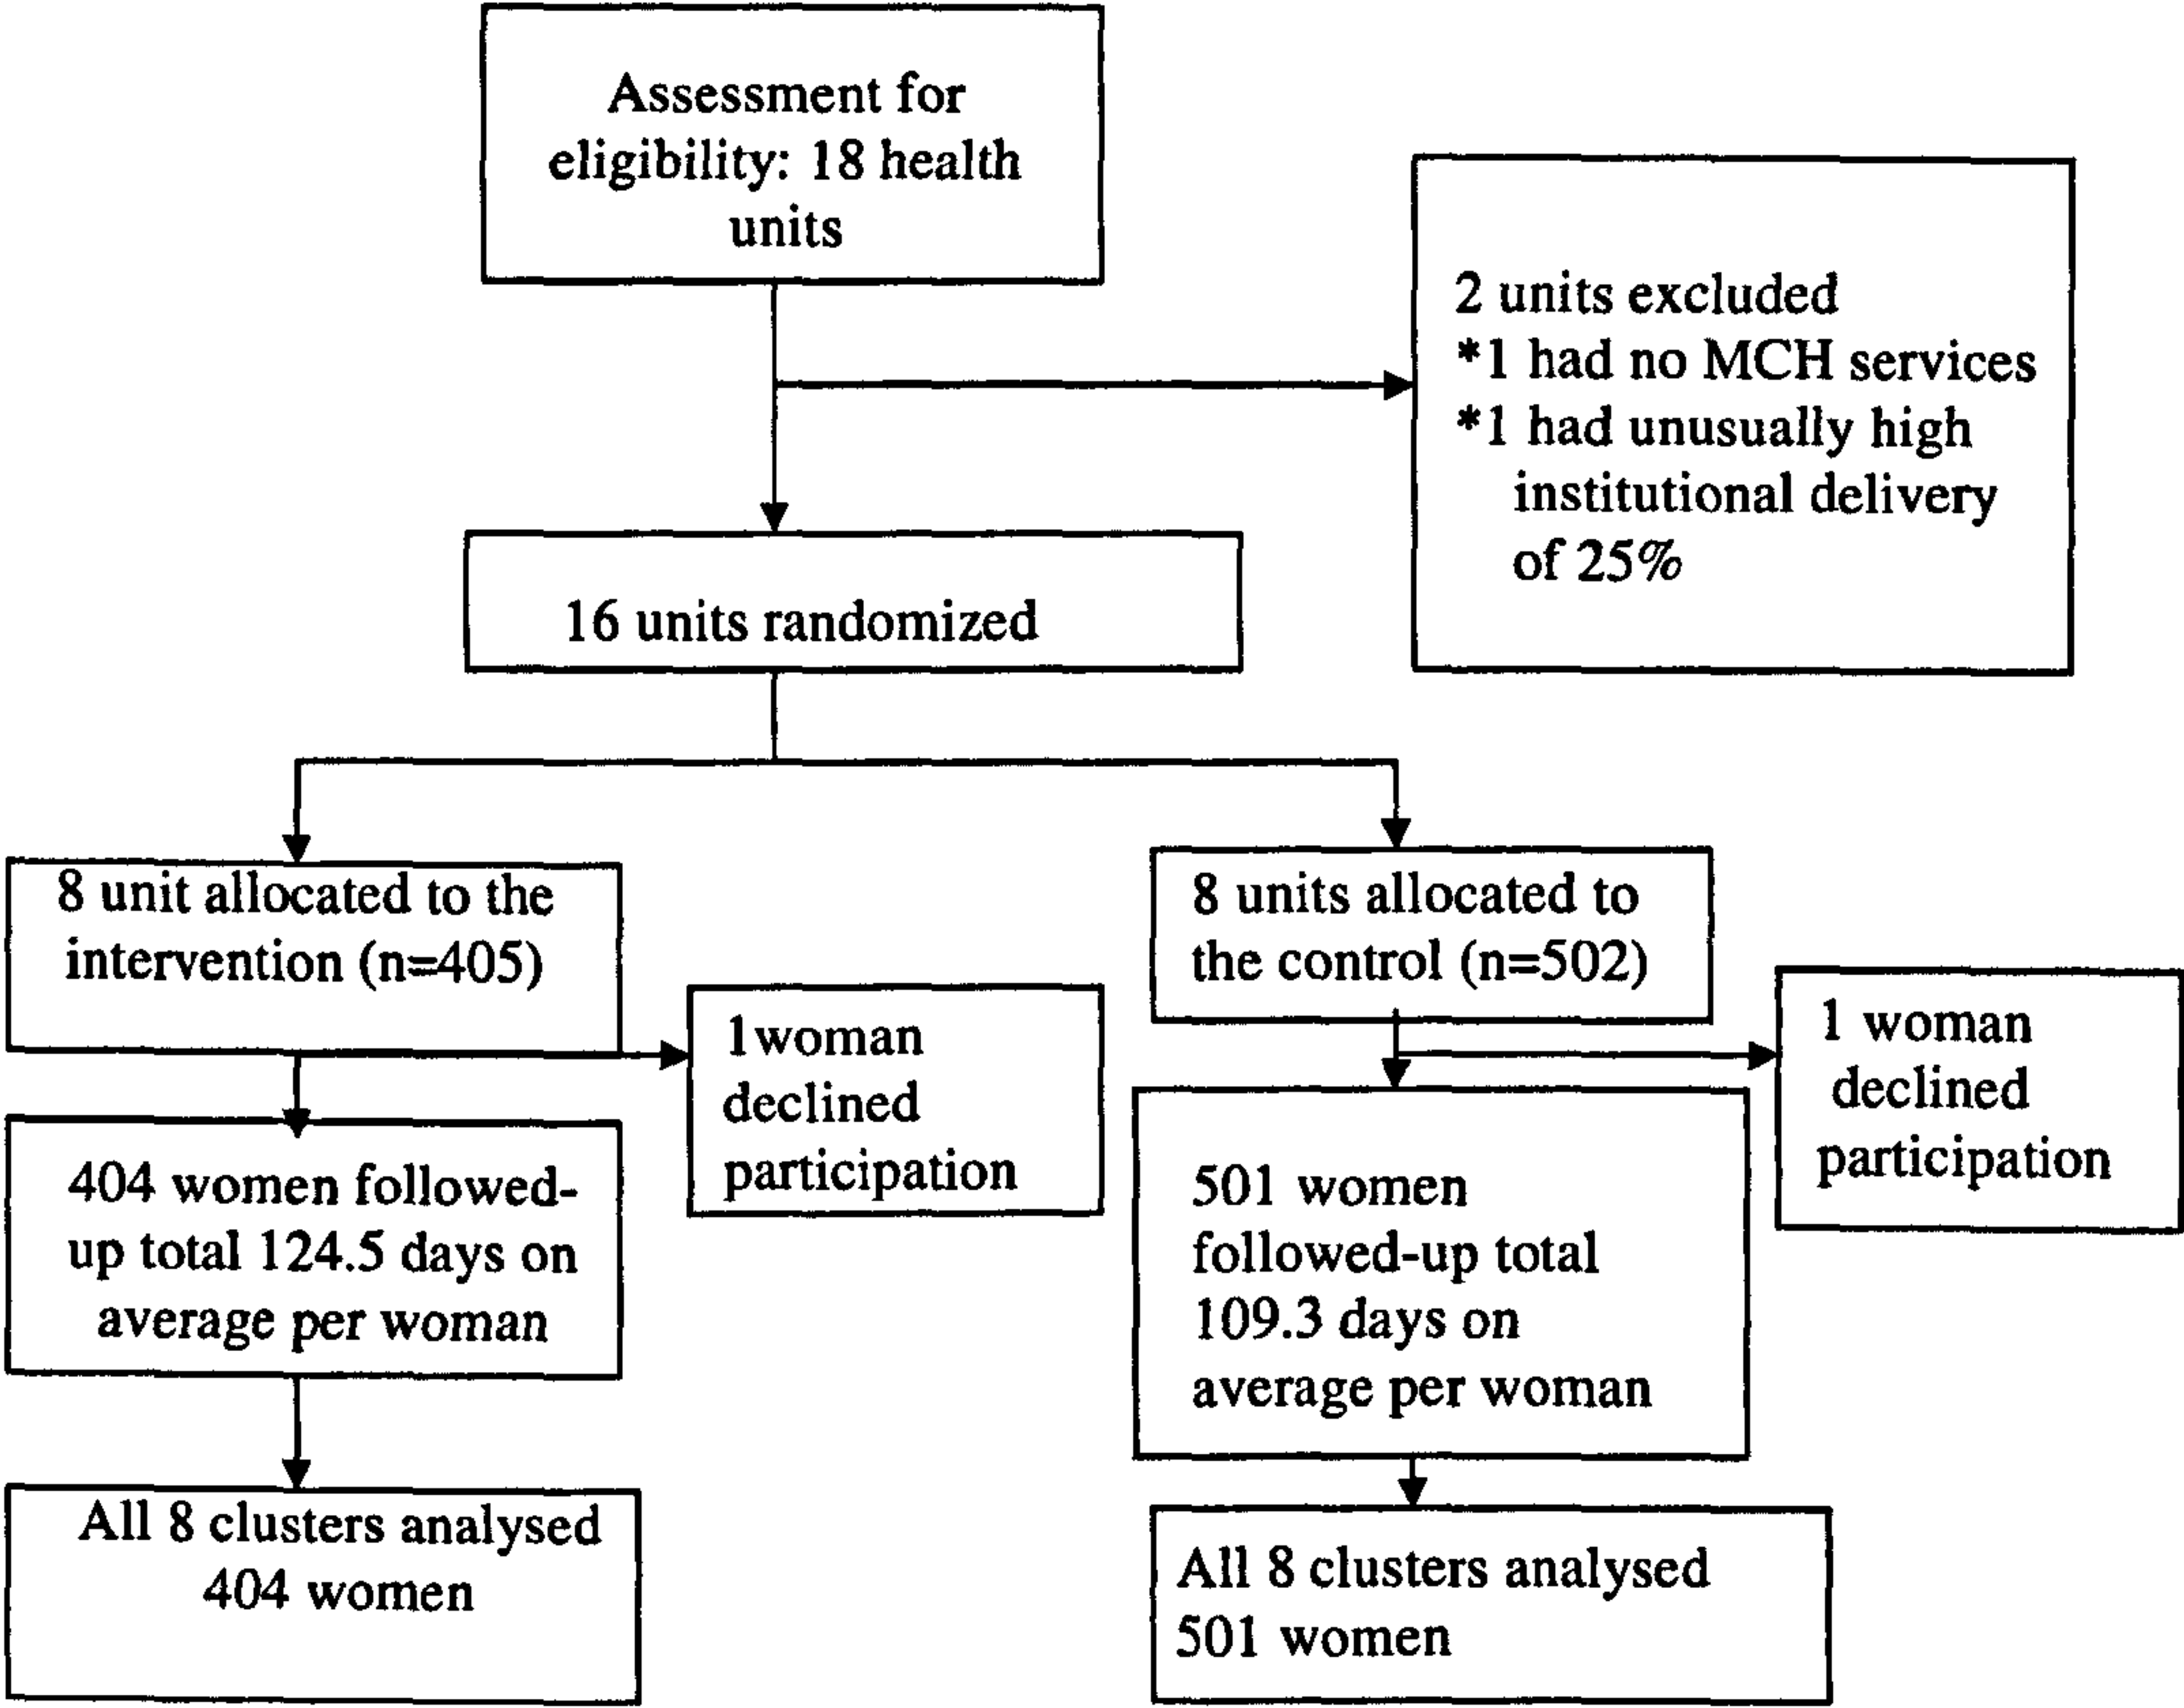 Assessment for
eligibility: 18 health
units
2 units excluded
*1 had no MCH services
*1 had unusually high
institutional delivery
of 25%
16 units randomized
8 unit allocated to the
intervention (n=405)
8 units allocated to
the control (n=502)
1woman
declined
participation
1 woman
declined
participation
404 women followed-
up total 124.5 days on
average per woman
501 women
followed-up total
109.3 days on
average per woman
All 8 clusters analysed
404 women
All 8 clusters analysed
501 women